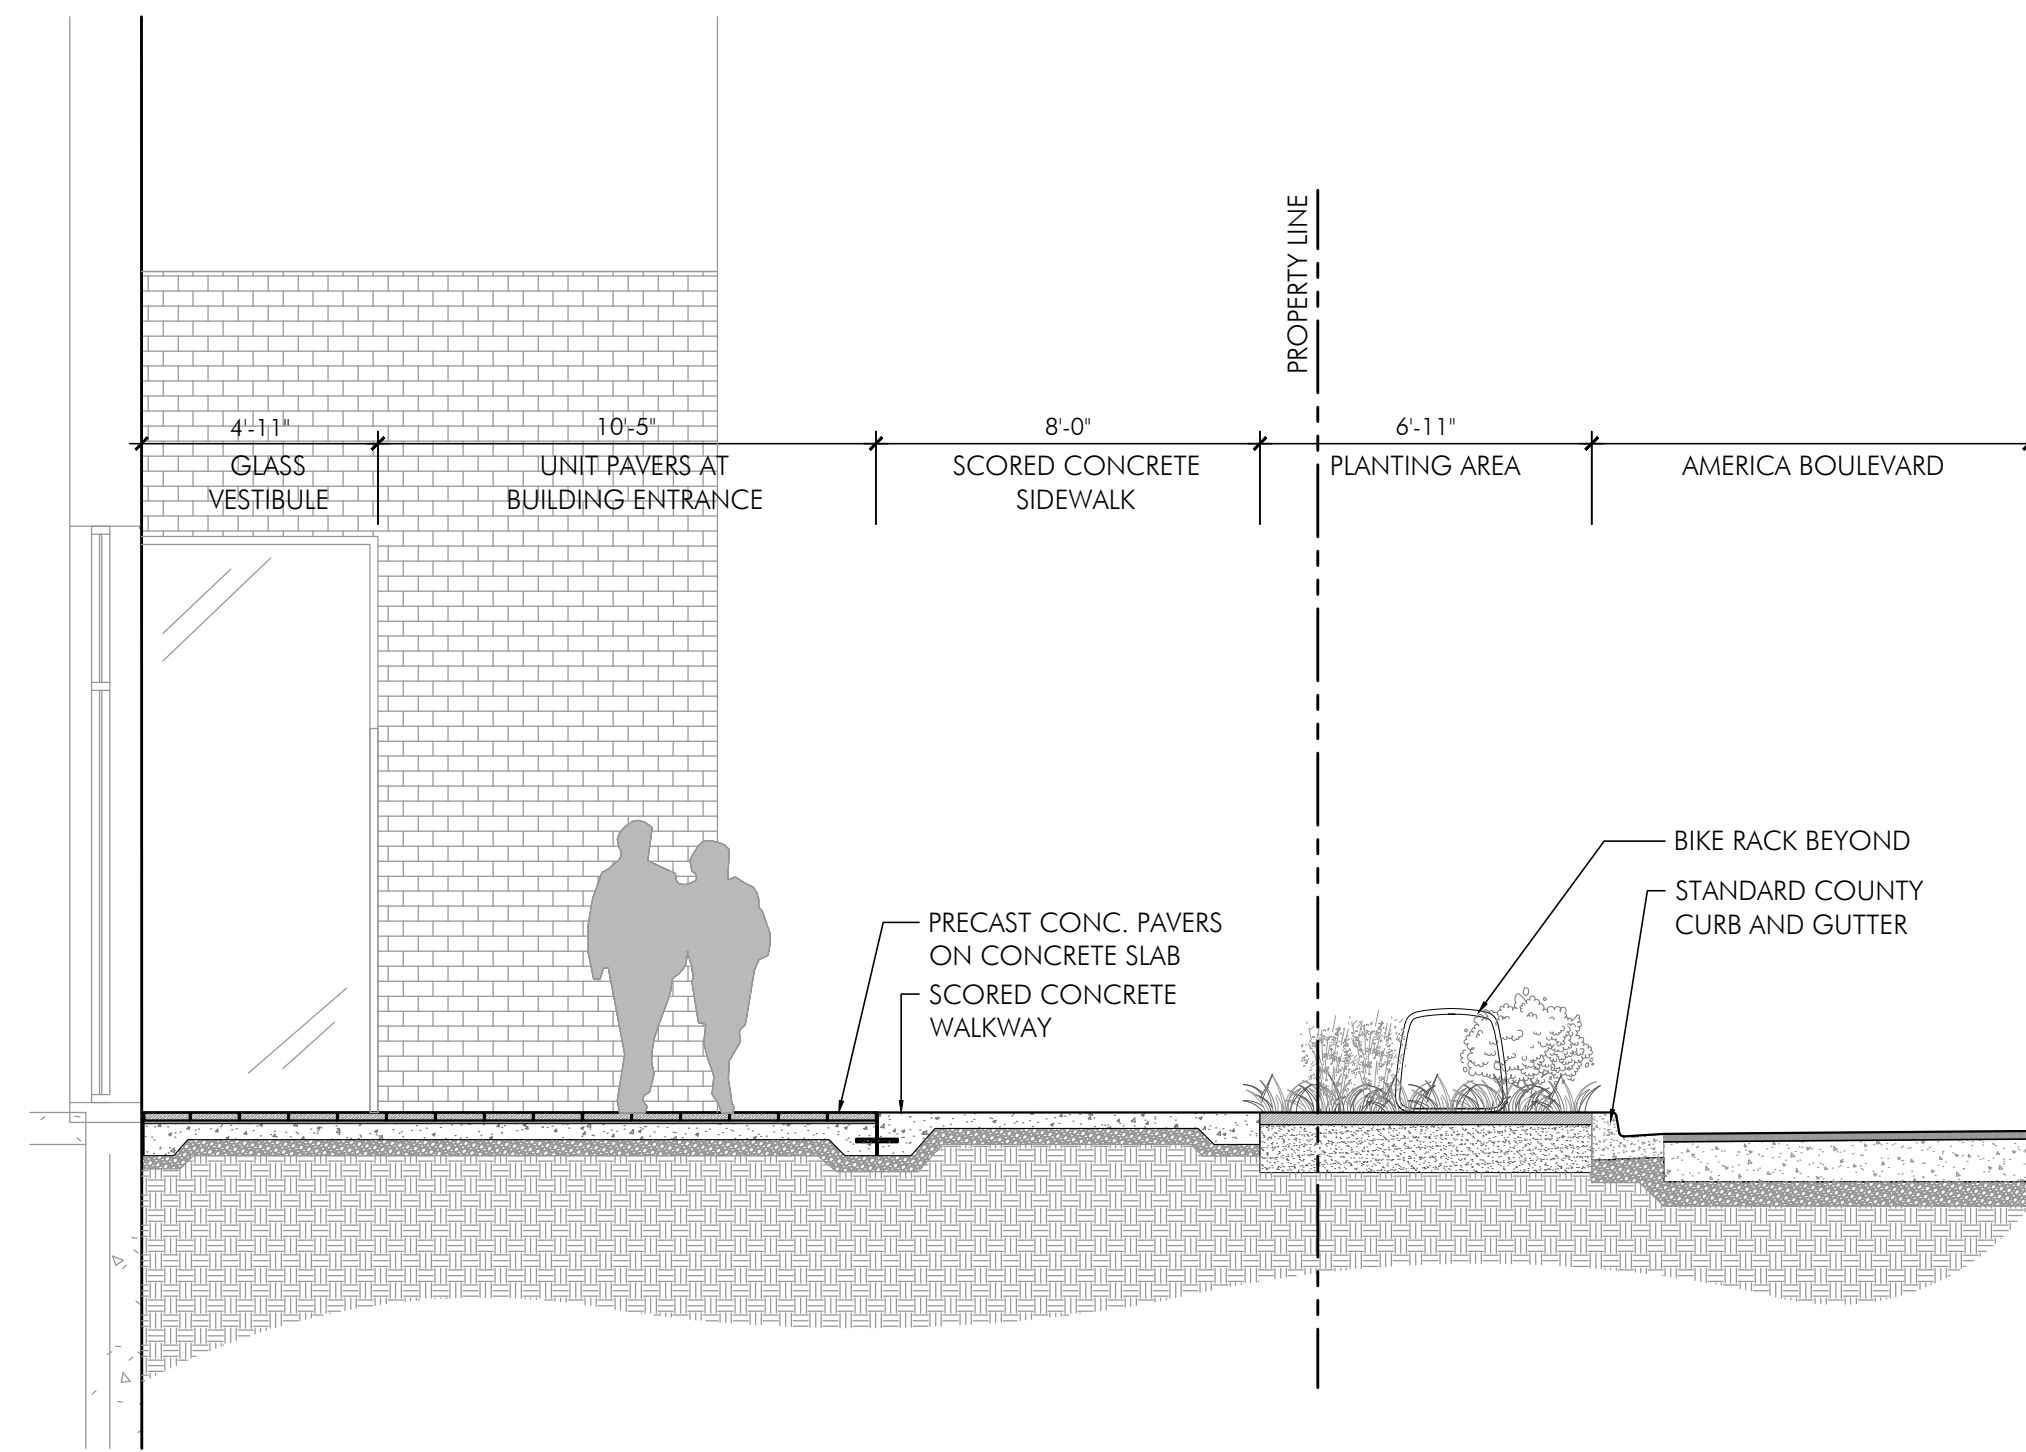 PROPERTY LINE
4'-11"
GLASS
VESTIBULE
10'-5"
UNIT PAVERS AT
BUILDING ENTRANCE
8'-0"
SCORED CONCRETE
SIDEWALK
6'-11"
PLANTING AREA
AMERICA BOULEVARD
BIKE RACK BEYOND
STANDARD COUNTY
CURB AND GUTTER
PRECAST CONC. PAVERS
ON CONCRETE SLAB
SCORED CONCRETE
WALKWAY